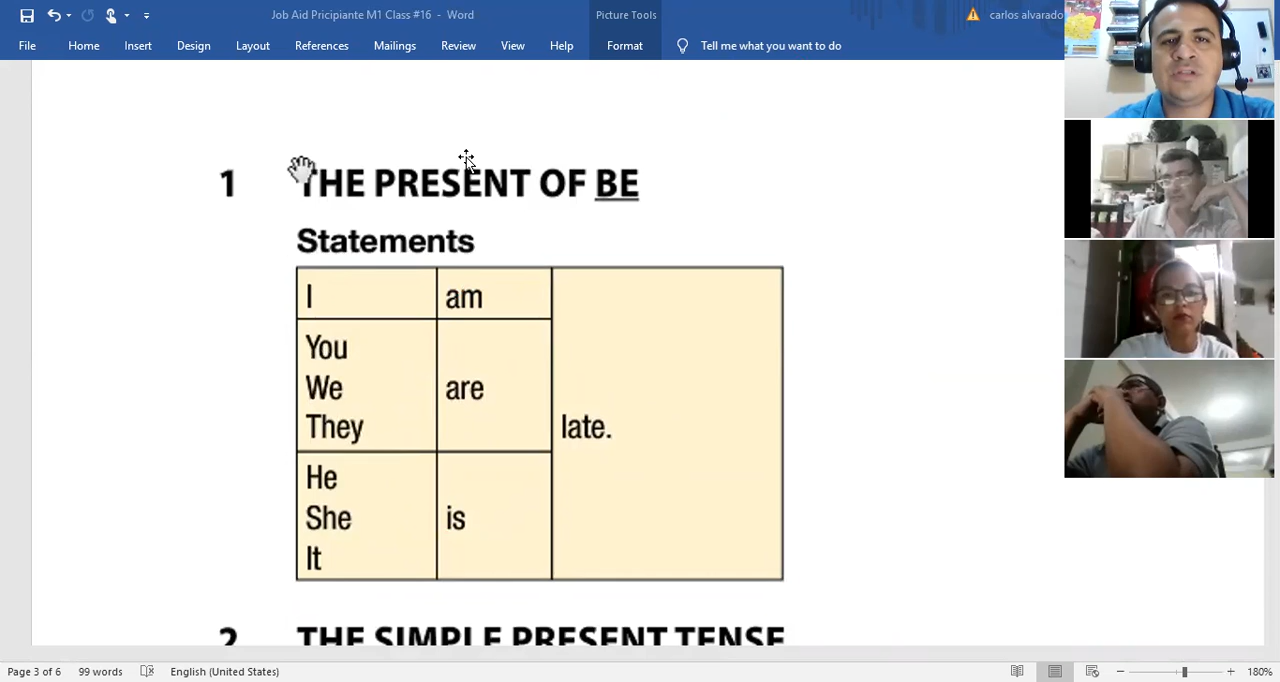 Job Aid Pricipiante M1 Class #16 - Word
Picture Tools
carlos alvarado
File Home Insert Design Layout References Mailings Review View Help Format Tell me what you want to do
1 THE PRESENT OF BE
Statements
I am
You
We are
They late.
He
She is
It
2 THE SIMPLE PRESENT TENSE
Page 3 of 6 99 words English (United States) 180%